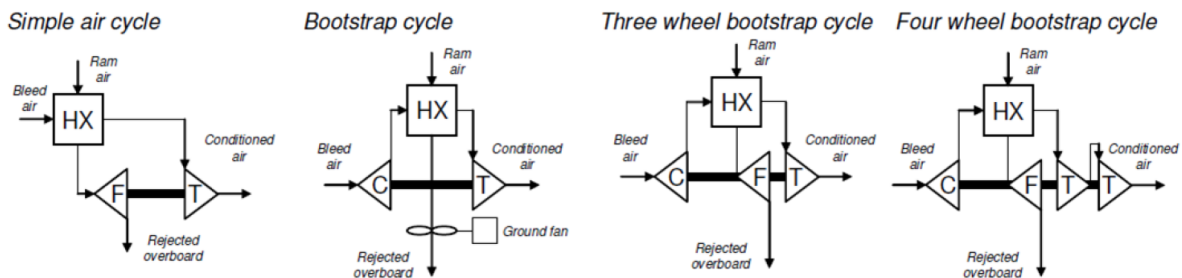 Simple air cycle
Ram
air
Bleed
air
HX
Conditioned
air
F
T
Rejected
overboard
Bootstrap cycle
Ram
air
HX
Bleed
air
Conditioned
air
C
T
Ground fan
Rejected
overboard
Three wheel bootstrap cycle
Ram
air
HX
Bleed
air
Conditioned
air
C
F
T
Rejected
overboard
Four wheel bootstrap cycle
Ram
air
HX
Bleed
air
Conditioned
air
C
F
T
T
Rejected
overboard